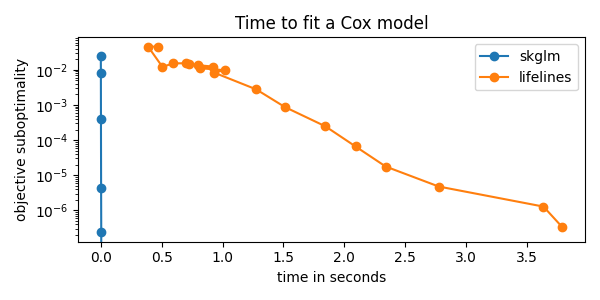 Time to fit a Cox model
objective suboptimality
10⁻²
10⁻³
10⁻⁴
10⁻⁵
10⁻⁶
skglm
lifelines
0.0 0.5 1.0 1.5 2.0 2.5 3.0 3.5
time in seconds